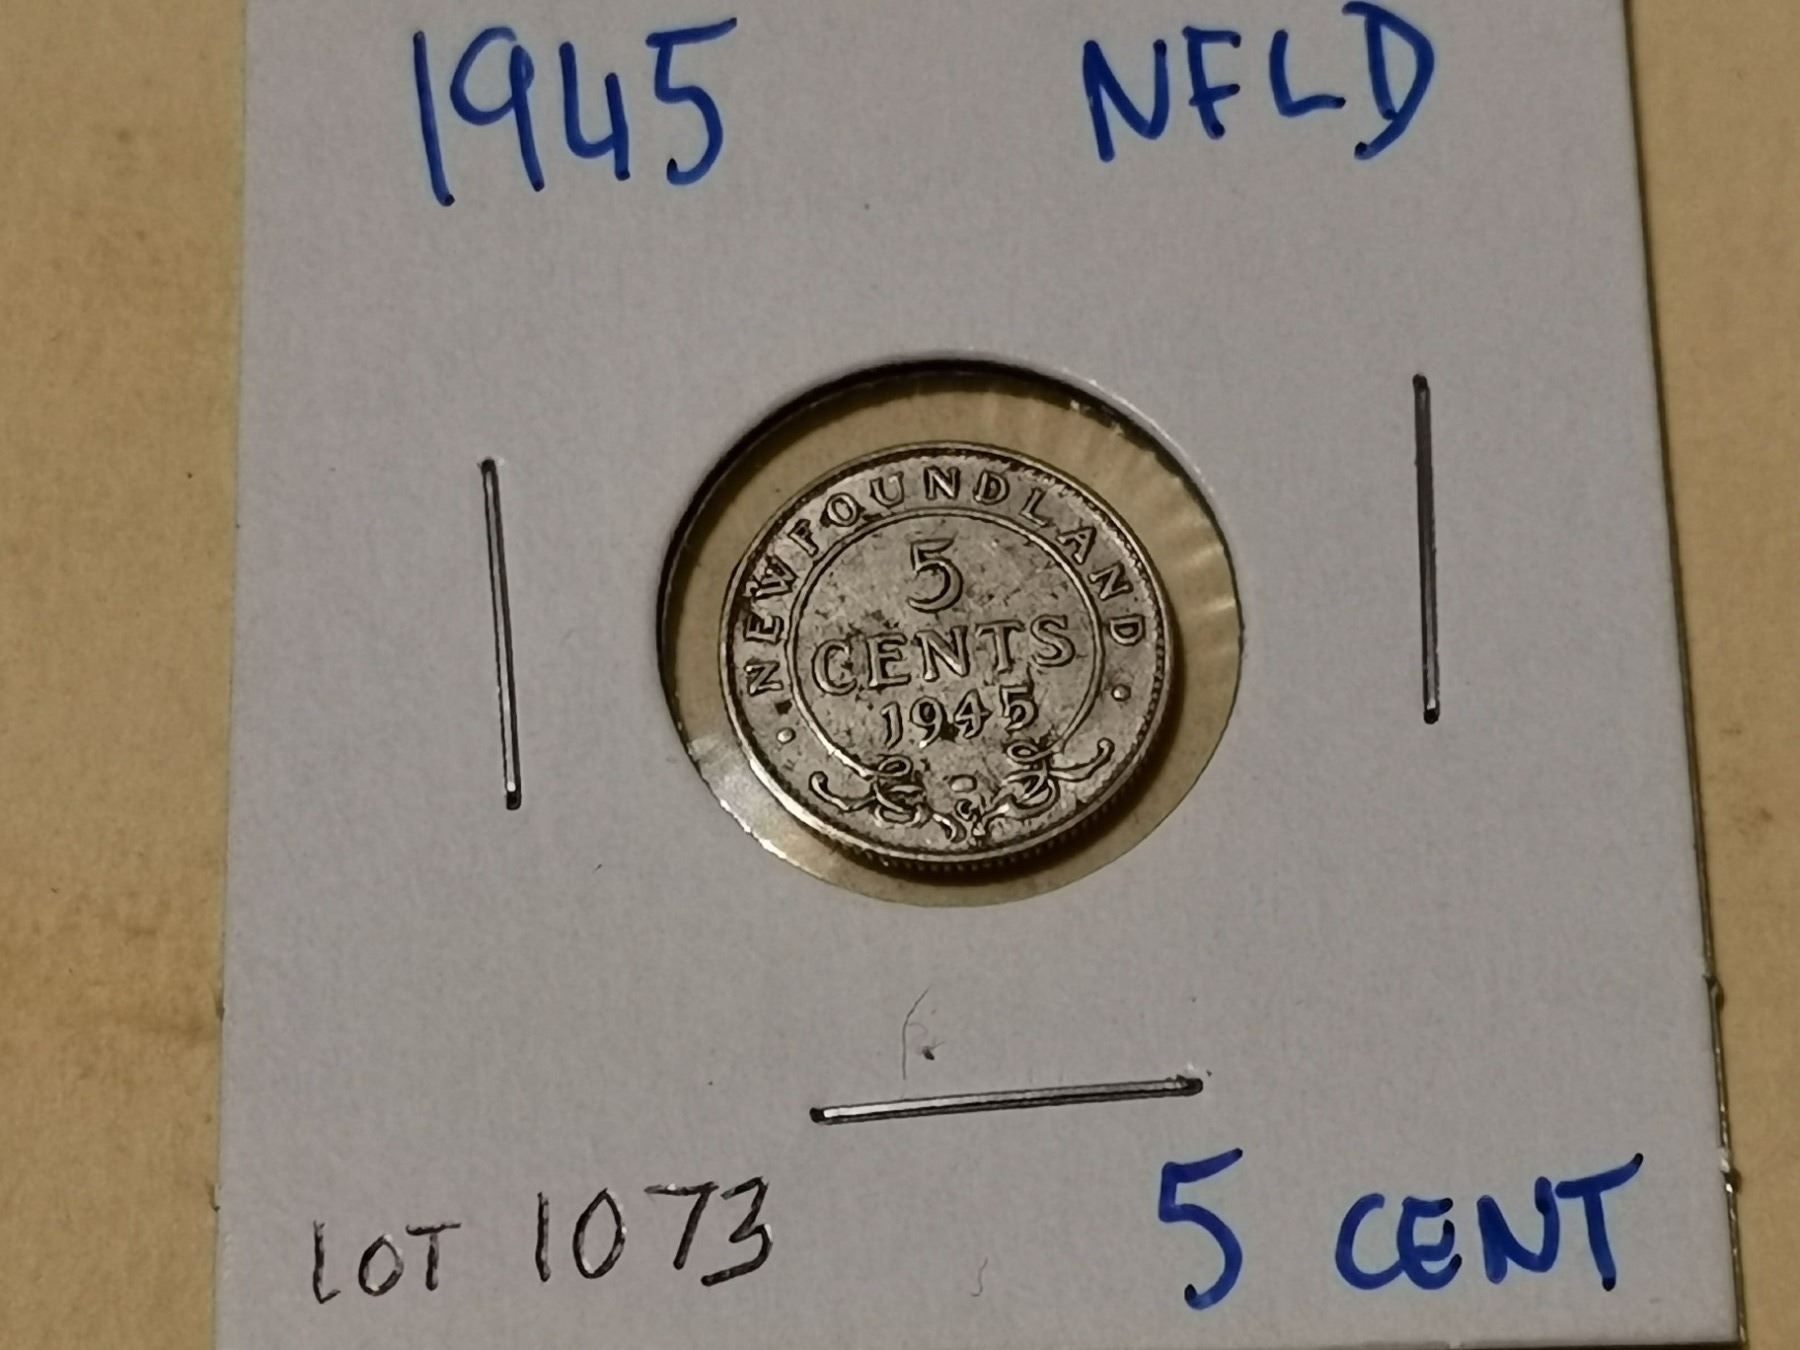 1945 NFLD
NEWFOUNDLAND
5
CENTS
1945
LOT 1073 5 CENT